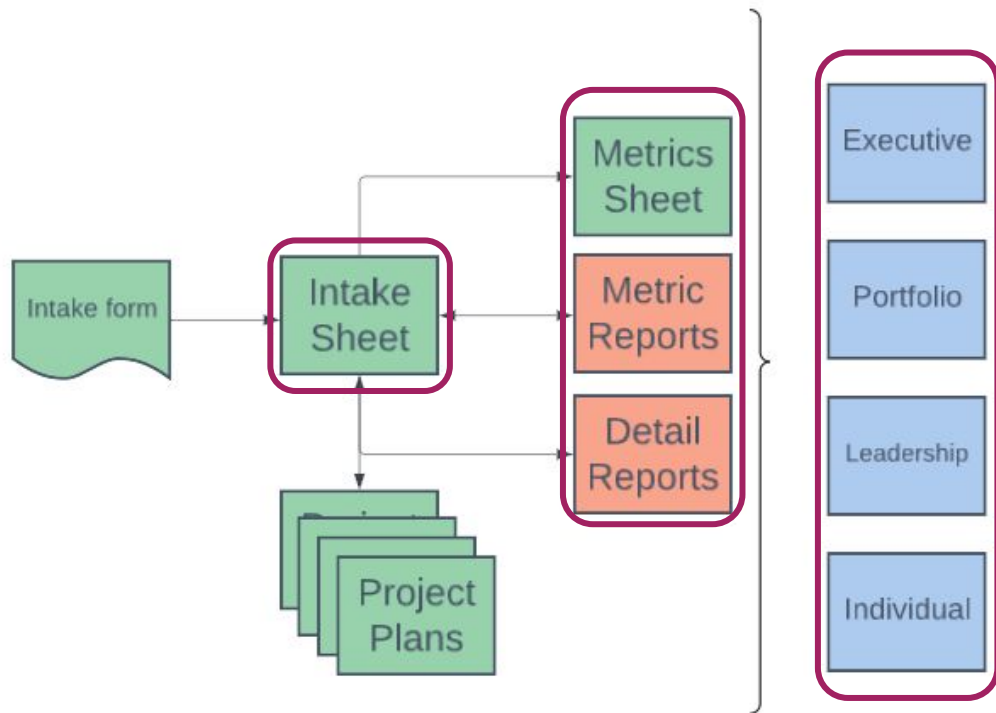 Intake form
Intake
Sheet
Metrics
Sheet
Metric
Reports
Detail
Reports
Project
Plans
Executive
Portfolio
Leadership
Individual